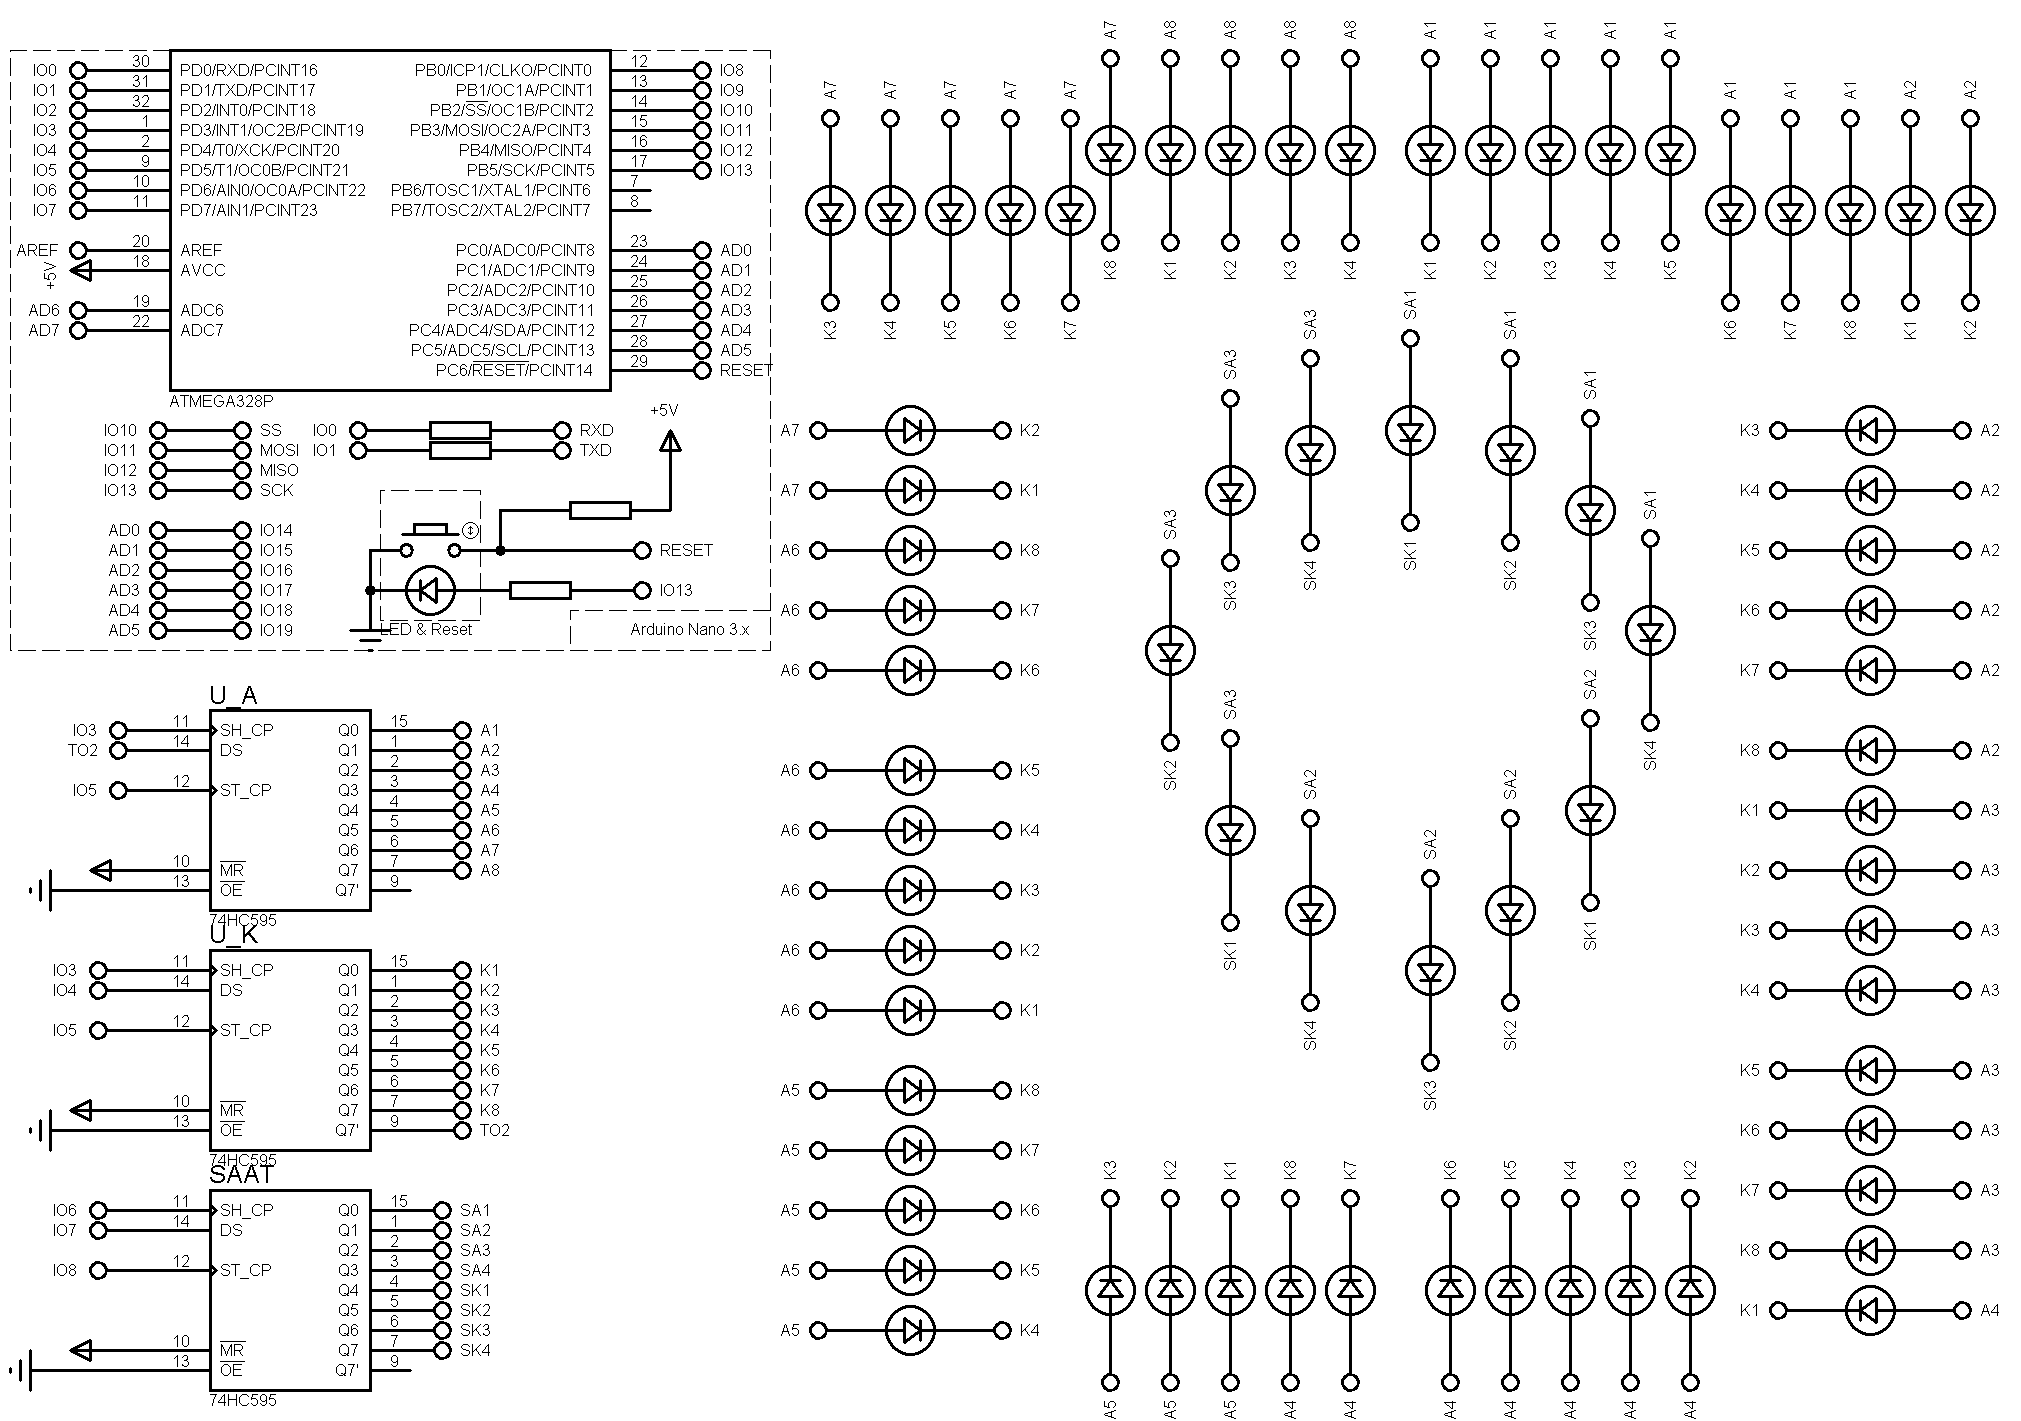 IO0 30 PD0/RXD/PCINT16 PB0/ICP1/CLKO/PCINT0 12 IO8
IO1 31 PD1/TXD/PCINT17 PB1/OC1A/PCINT1 13 IO9
IO2 32 PD2/INT0/PCINT18 PB2/SS/OC1B/PCINT2 14 IO10
IO3 1 PD3/INT1/OC2B/PCINT19 PB3/MOSI/OC2A/PCINT3 15 IO11
IO4 2 PD4/T0/XCK/PCINT20 PB4/MISO/PCINT4 16 IO12
IO5 9 PD5/T1/OC0B/PCINT21 PB5/SCK/PCINT5 17 IO13
IO6 10 PD6/AIN0/OC0A/PCINT22 PB6/TOSC1/XTAL1/PCINT6 7
IO7 11 PD7/AIN1/PCINT23 PB7/TOSC2/XTAL2/PCINT7 8
AREF 20 AREF PC0/ADC0/PCINT8 23 AD0
+5V 18 AVCC PC1/ADC1/PCINT9 24 AD1
PC2/ADC2/PCINT10 25 AD2
AD6 19 ADC6 PC3/ADC3/PCINT11 26 AD3
AD7 22 ADC7 PC4/ADC4/SDA/PCINT12 27 AD4
PC5/ADC5/SCL/PCINT13 28 AD5
PC6/RESET/PCINT14 29 RESET
ATMEGA328P
IO10 SS IO0 RXD +5V
IO11 MOSI IO1 TXD
IO12 MISO
IO13 SCK
AD0 IO14
AD1 IO15 RESET
AD2 IO16
AD3 IO17 IO13
AD4 IO18
AD5 IO19 LED & Reset Arduino Nano 3.x
U_A
IO3 11 SH_CP Q0 15 A1
TO2 14 DS Q1 1 A2
Q2 2 A3
IO5 12 ST_CP Q3 3 A4
Q4 4 A5
Q5 5 A6
Q6 6 A7
10 MR Q7 7 A8
13 OE Q7' 9
74HC595
U_K
IO3 11 SH_CP Q0 15 K1
IO4 14 DS Q1 1 K2
Q2 2 K3
IO5 12 ST_CP Q3 3 K4
Q4 4 K5
Q5 5 K6
Q6 6 K7
10 MR Q7 7 K8
13 OE Q7' 9 TO2
74HC595
SAAT
IO6 11 SH_CP Q0 15 SA1
IO7 14 DS Q1 1 SA2
Q2 2 SA3
IO8 12 ST_CP Q3 3 SA4
Q4 4 SK1
Q5 5 SK2
Q6 6 SK3
10 MR Q7 7 SK4
13 OE Q7' 9
74HC595
A7 A8 A8 A8 A8 A1 A1 A1 A1 A1
A7 A7 A7 A7 A7 A1 A1 A1 A2 A2
K8 K1 K2 K3 K4 K1 K2 K3 K4 K5
K3 K4 K5 K6 K7 K6 K7 K8 K1 K2
SA3 SA3 SA3 SA1 SA1 SA1 SA1
SK2 SK3 SK4 SK1 SK2 SK3 SK4
SA3 SA2 SA2 SA2 SA2
SK1 SK4 SK3 SK2 SK1
A7 K2
A7 K1
A6 K8
A6 K7
A6 K6
A6 K5
A6 K4
A6 K3
A6 K2
A6 K1
A5 K8
A5 K7
A5 K6
A5 K5
A5 K4
K3 A2
K4 A2
K5 A2
K6 A2
K7 A2
K8 A2
K1 A3
K2 A3
K3 A3
K4 A3
K5 A3
K6 A3
K7 A3
K8 A3
K1 A4
K3 K2 K1 K8 K7 K6 K5 K4 K3 K2
A5 A5 A5 A4 A4 A4 A4 A4 A4 A4